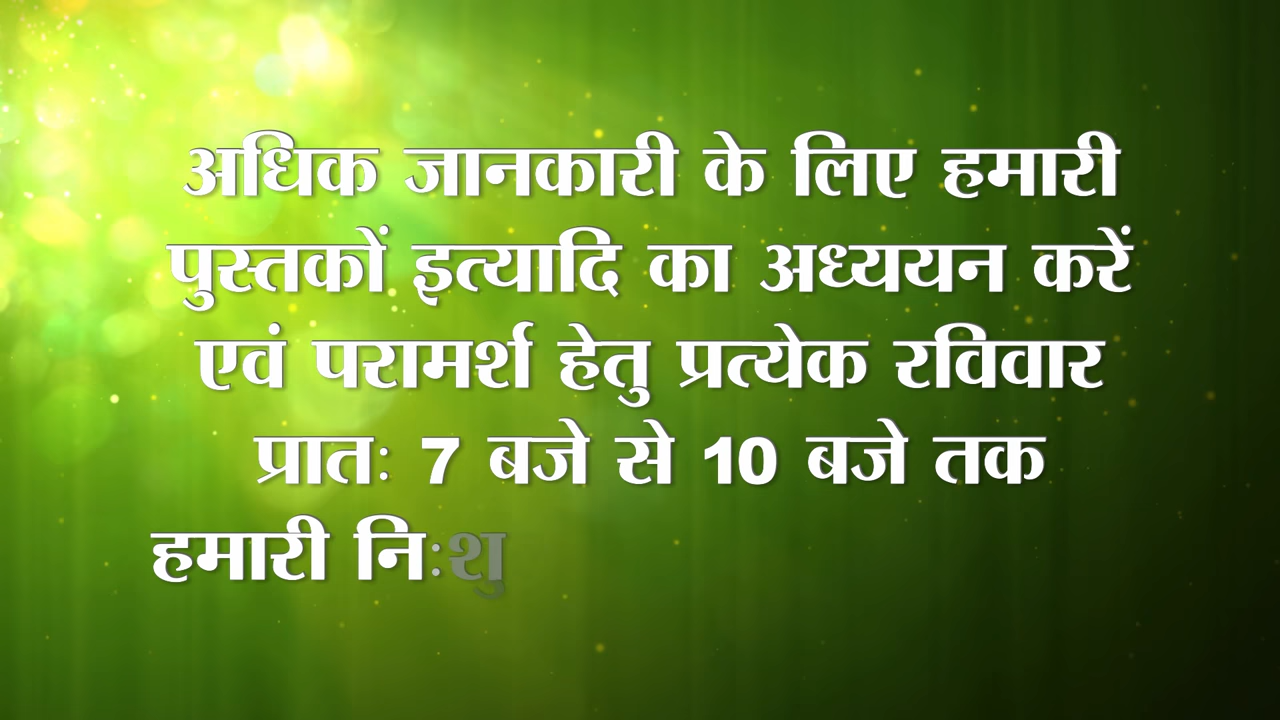 अधिक जानकारी के लिए हमारी
पुस्तकों इत्यादि का अध्ययन करें
एवं परामर्श हेतु प्रत्येक रविवार
प्रातः 7 बजे से 10 बजे तक
हमारी निःशु